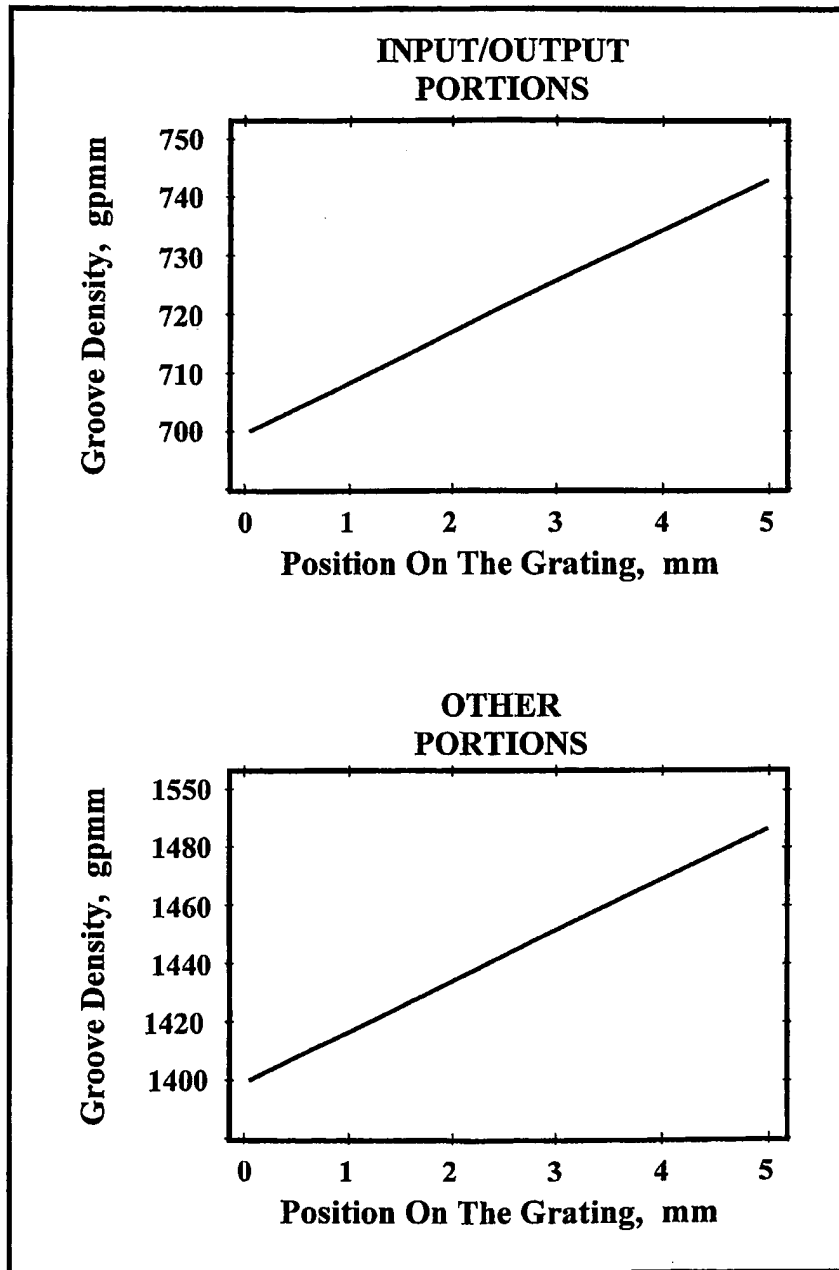 INPUT/OUTPUT
PORTIONS
Groove Density, gpmm
750
740
730
720
710
700
0 1 2 3 4 5
Position On The Grating, mm
OTHER
PORTIONS
Groove Density, gpmm
1550
1480
1460
1440
1420
1400
0 1 2 3 4 5
Position On The Grating, mm